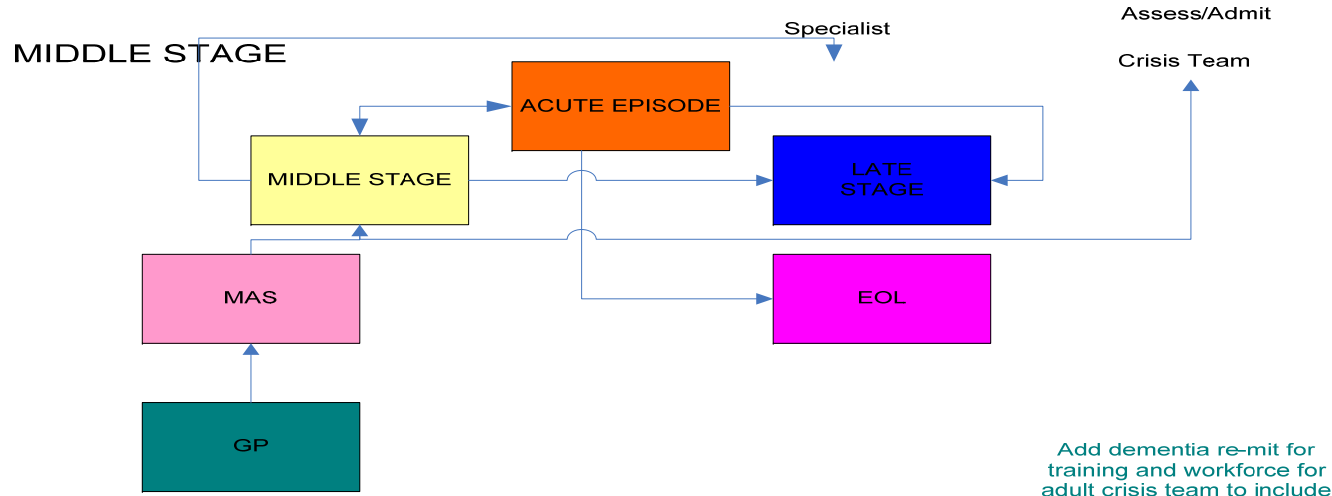 Assess/Admit
Specialist
MIDDLE STAGE
Crisis Team
ACUTE EPISODE
MIDDLE STAGE
LATE
STAGE
MAS
EOL
GP
Add dementia re-mit for
training and workforce for
adult crisis team to include